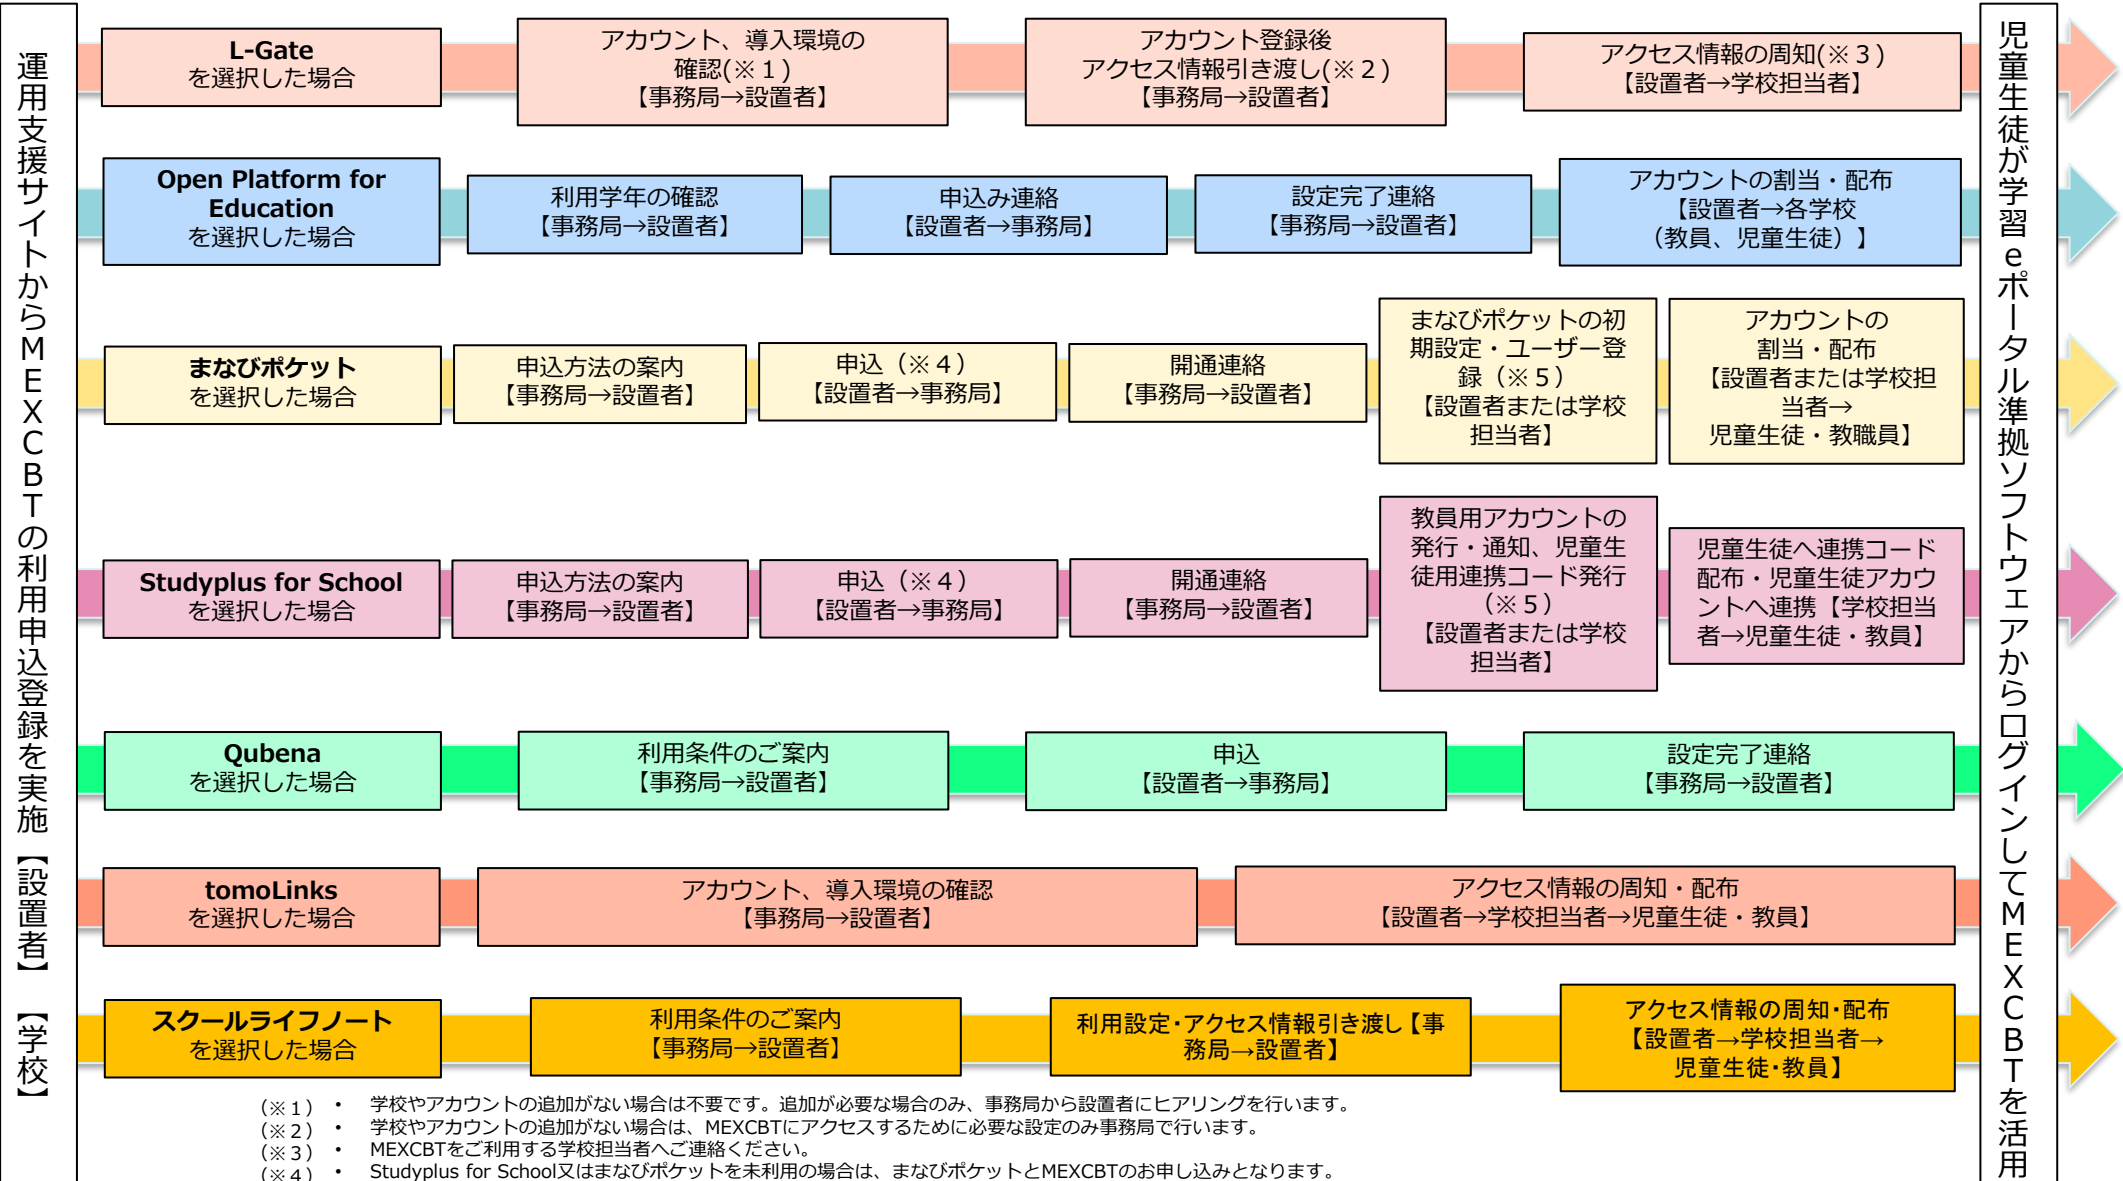 運用支援サイトからMEXCBTの利用申込登録を実施【設置者】【学校】
L-Gate
を選択した場合
アカウント、導入環境の
確認(※１)
【事務局→設置者】
アカウント登録後
アクセス情報引き渡し(※２)
【事務局→設置者】
アクセス情報の周知(※３)
【設置者→学校担当者】
Open Platform for
Education
を選択した場合
利用学年の確認
【事務局→設置者】
申込み連絡
【設置者→事務局】
設定完了連絡
【事務局→設置者】
アカウントの割当・配布
【設置者→各学校
（教員、児童生徒）】
まなびポケット
を選択した場合
申込方法の案内
【事務局→設置者】
申込（※４）
【設置者→事務局】
開通連絡
【事務局→設置者】
まなびポケットの初
期設定・ユーザー登
録（※５）
【設置者または学校
担当者】
アカウントの
割当・配布
【設置者または学校担
当者→
児童生徒・教職員】
Studyplus for School
を選択した場合
申込方法の案内
【事務局→設置者】
申込（※４）
【設置者→事務局】
開通連絡
【事務局→設置者】
教員用アカウントの
発行・通知、児童生
徒用連携コード発行
（※５）
【設置者または学校
担当者】
児童生徒へ連携コード
配布・児童生徒アカウ
ントへ連携【学校担当
者→児童生徒・教員】
Qubena
を選択した場合
利用条件のご案内
【事務局→設置者】
申込
【設置者→事務局】
設定完了連絡
【事務局→設置者】
tomoLinks
を選択した場合
アカウント、導入環境の確認
【事務局→設置者】
アクセス情報の周知・配布
【設置者→学校担当者→児童生徒・教員】
スクールライフノート
を選択した場合
利用条件のご案内
【事務局→設置者】
利用設定・アクセス情報引き渡し【事
務局→設置者】
アクセス情報の周知・配布
【設置者→学校担当者→
児童生徒・教員】
児童生徒が学習eポータル準拠ソフトウェアからログインしてMEXCBTを活用
（※１）・ 学校やアカウントの追加がない場合は不要です。追加が必要な場合のみ、事務局から設置者にヒアリングを行います。
（※２）・ 学校やアカウントの追加がない場合は、MEXCBTにアクセスするために必要な設定のみ事務局で行います。
（※３）・ MEXCBTをご利用する学校担当者へご連絡ください。
（※４）・ Studyplus for School又はまなびポケットを未利用の場合は、まなびポケットとMEXCBTのお申し込みとなります。